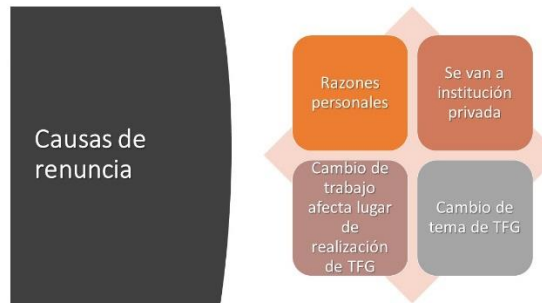 Causas de
renuncia
Razones
personales
Se van a
institución
privada
Cambio de
trabajo
afecta lugar
de
realización
de TFG
Cambio de
tema de TFG